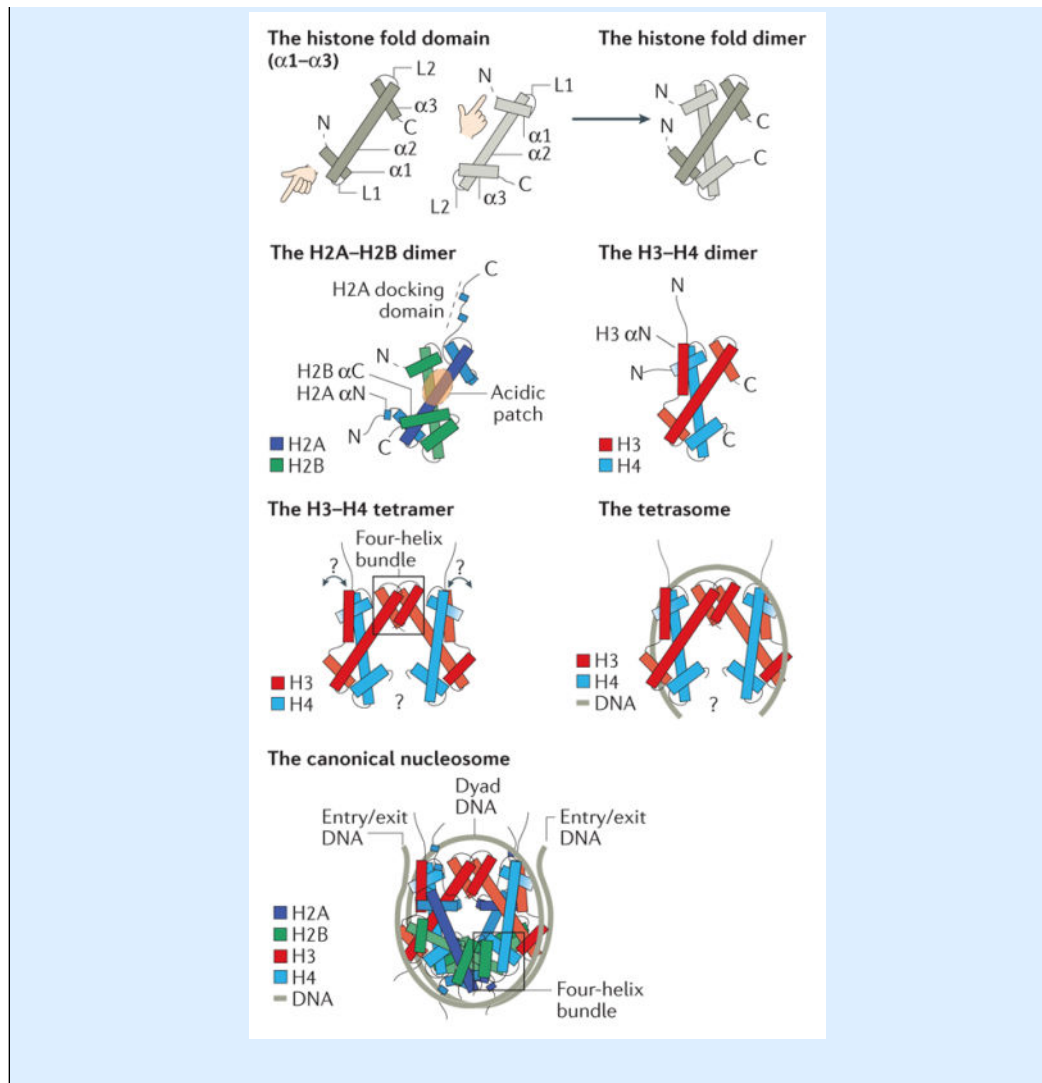 The histone fold domain
(α1–α3)
L2
N
α3
C
α2
α1
L1
N
L1
α1
α2
C
α3
L2
The histone fold dimer
N
N
C
C
The H2A–H2B dimer
C
H2A docking
domain
N
H2B αC
H2A αN
N
C
Acidic
patch
H2A
H2B
The H3–H4 dimer
N
H3 αN
N
C
C
H3
H4
The H3–H4 tetramer
Four-helix
bundle
?
?
H3
H4
?
The tetrasome
H3
H4
DNA
?
The canonical nucleosome
Dyad
DNA
Entry/exit
DNA
Entry/exit
DNA
H2A
H2B
H3
H4
DNA
Four-helix
bundle